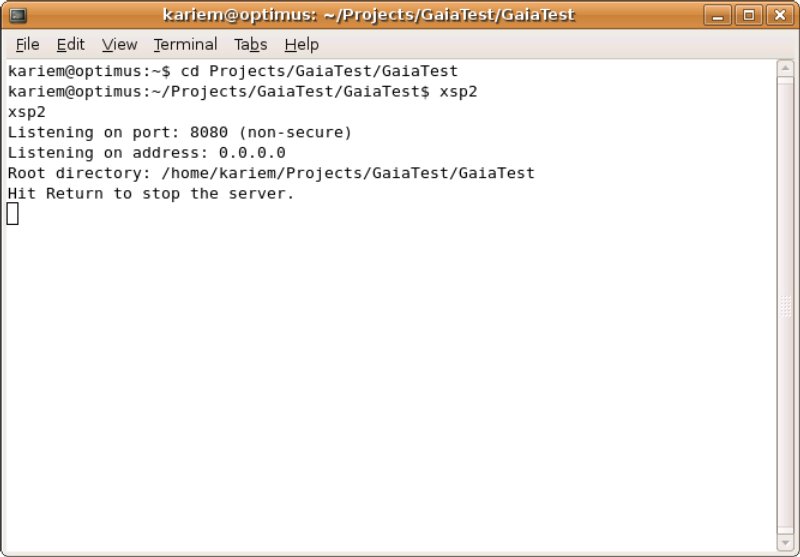 kariem@optimus: ~/Projects/GaiaTest/GaiaTest
File Edit View Terminal Tabs Help
kariem@optimus:~$ cd Projects/GaiaTest/GaiaTest
kariem@optimus:~/Projects/GaiaTest/GaiaTest$ xsp2
xsp2
Listening on port: 8080 (non-secure)
Listening on address: 0.0.0.0
Root directory: /home/kariem/Projects/GaiaTest/GaiaTest
Hit Return to stop the server.